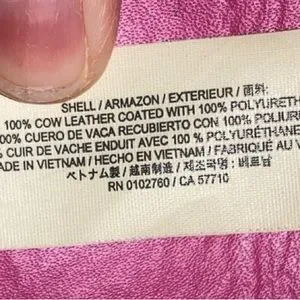 SHELL / ARMAZON / EXTERIEUR / 面料:
100% COW LEATHER COATED WITH 100% POLYURETH
100% CUERO DE VACA RECUBIERTO CON 100% POLIUR
% CUIR DE VACHE ENDUIT AVEC 100 % POLYURÉTHANE
ADE IN VIETNAM / HECHO EN VIETNAM / FABRIQUÉ AU V
ベトナム製 / 越南制造 / 제조국명: 베트남
RN 0102760 / CA 57710